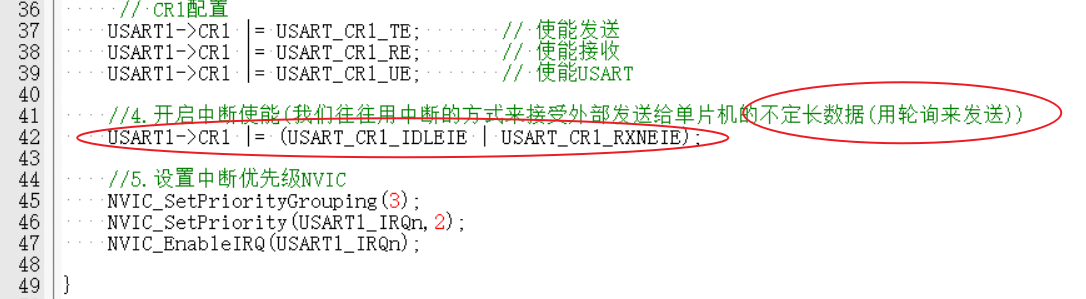 36 // CR1配置
37 USART1->CR1 |= USART_CR1_TE; // 使能发送
38 USART1->CR1 |= USART_CR1_RE; // 使能接收
39 USART1->CR1 |= USART_CR1_UE; // 使能USART
40
41 //4.开启中断使能(我们往往用中断的方式来接受外部发送给单片机的不定长数据(用轮询来发送))
42 USART1->CR1 |= (USART_CR1_IDLEIE | USART_CR1_RXNEIE);
43
44 //5.设置中断优先级NVIC
45 NVIC_SetPriorityGrouping(3);
46 NVIC_SetPriority(USART1_IRQn,2);
47 NVIC_EnableIRQ(USART1_IRQn);
48
49 }